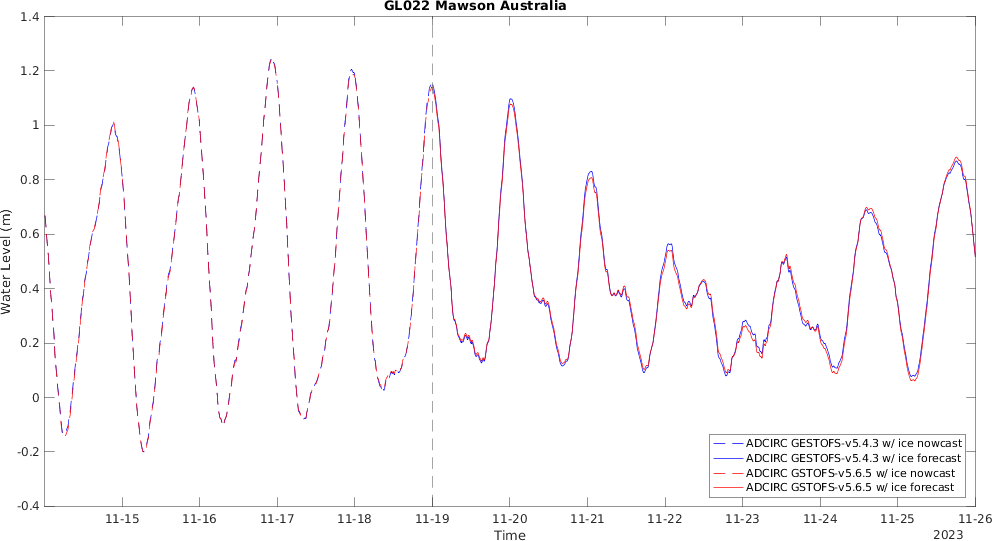 GL022 Mawson Australia
1.4
1.2
1
0.8
0.6
0.4
0.2
0
-0.2
-0.4
Water Level (m)
11-15 11-16 11-17 11-18 11-19 11-20 11-21 11-22 11-23 11-24 11-25 11-26
Time
2023
ADCIRC GESTOFS-v5.4.3 w/ ice nowcast
ADCIRC GESTOFS-v5.4.3 w/ ice forecast
ADCIRC GSTOFS-v5.6.5 w/ ice nowcast
ADCIRC GSTOFS-v5.6.5 w/ ice forecast